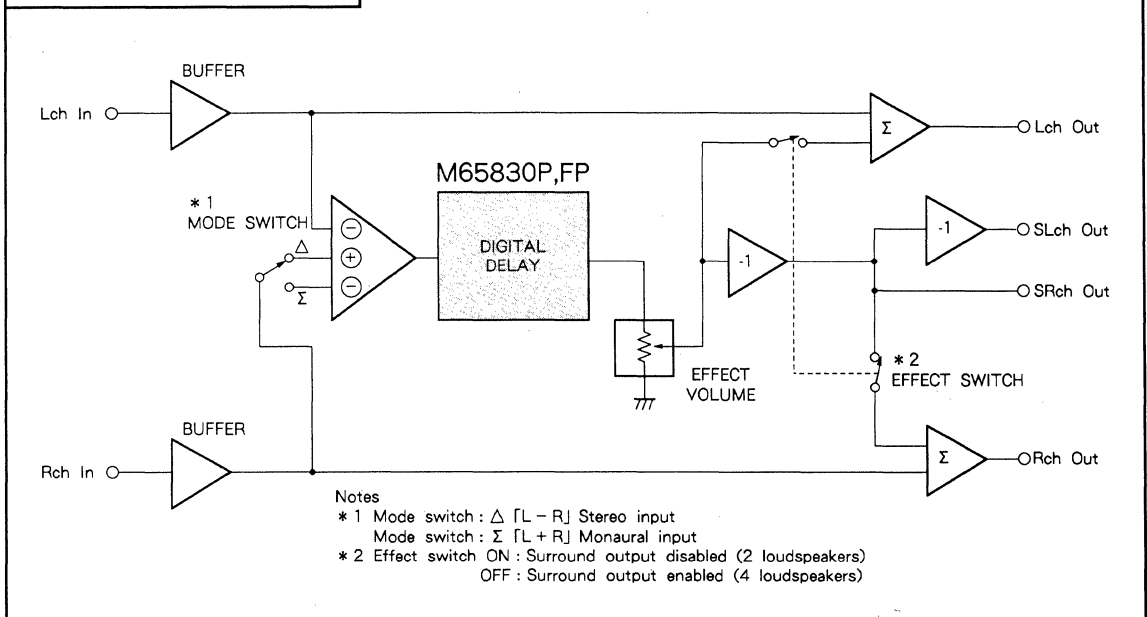 BUFFER
Lch In
Σ
Lch Out
M65830P,FP
* 1
MODE SWITCH
−
△
+
Σ
−
DIGITAL
DELAY
-1
SLch Out
-1
SRch Out
* 2
EFFECT SWITCH
EFFECT
VOLUME
BUFFER
Rch In
Σ
Rch Out
Notes
* 1 Mode switch : △ 「L − R」 Stereo input
Mode switch : Σ 「L + R」 Monaural input
* 2 Effect switch ON : Surround output disabled (2 loudspeakers)
OFF : Surround output enabled (4 loudspeakers)